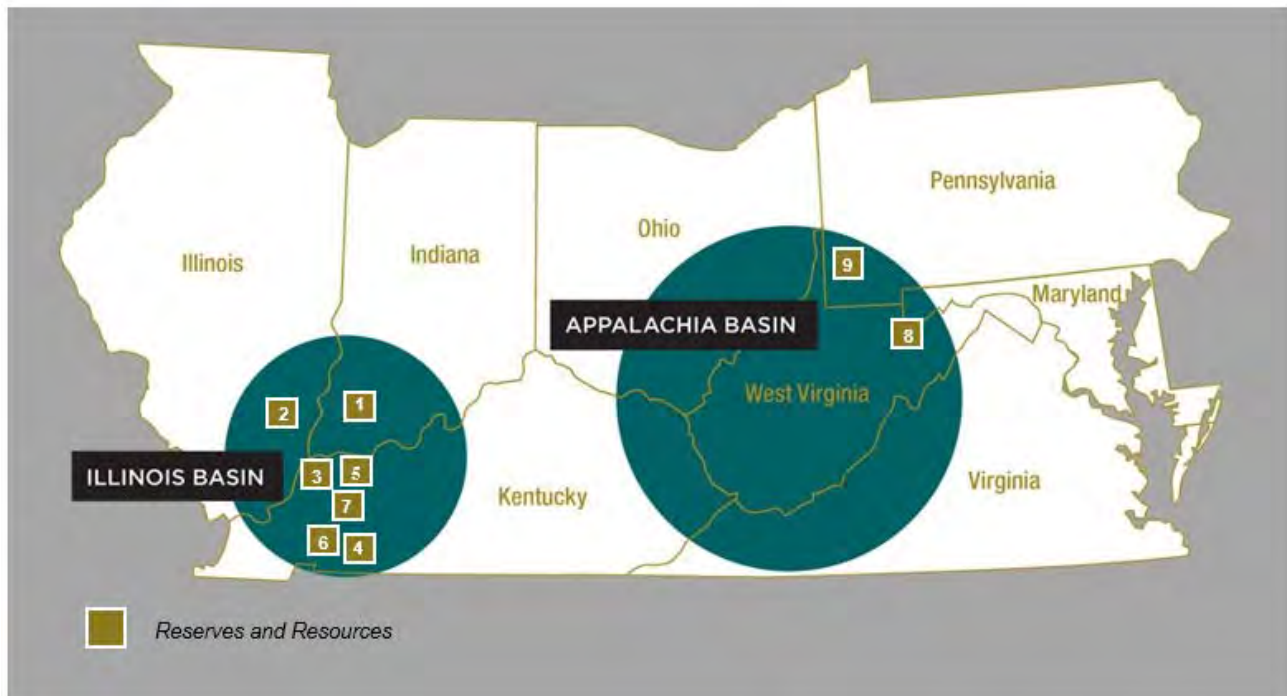 Pennsylvania
Ohio
Indiana
Illinois
9
Maryland
APPALACHIA BASIN
8
West Virginia
1
2
ILLINOIS BASIN
3
5
Kentucky
Virginia
7
6
4
Reserves and Resources